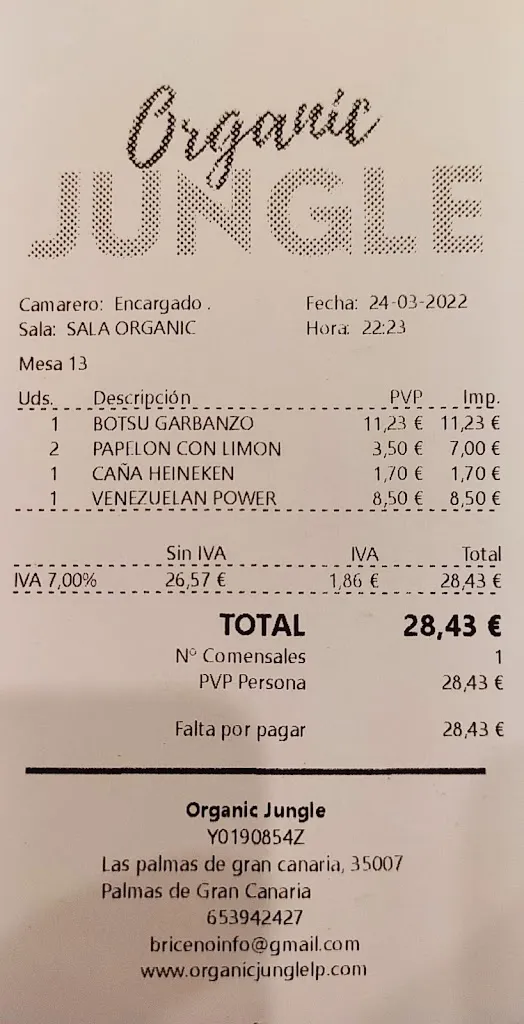 Organic
JUNGLE
Camarero: Encargado . Fecha: 24-03-2022
Sala: SALA ORGANIC Hora: 22:23
Mesa 13
Uds. Descripción PVP Imp.
1 BOTSU GARBANZO 11,23 € 11,23 €
2 PAPELON CON LIMON 3,50 € 7,00 €
1 CAÑA HEINEKEN 1,70 € 1,70 €
1 VENEZUELAN POWER 8,50 € 8,50 €
Sin IVA IVA Total
IVA 7,00% 26,57 € 1,86 € 28,43 €
TOTAL 28,43 €
Nº Comensales 1
PVP Persona 28,43 €
Falta por pagar 28,43 €
Organic Jungle
Y0190854Z
Las palmas de gran canaria, 35007
Palmas de Gran Canaria
653942427
bricenoinfo@gmail.com
www.organicjunglelp.com